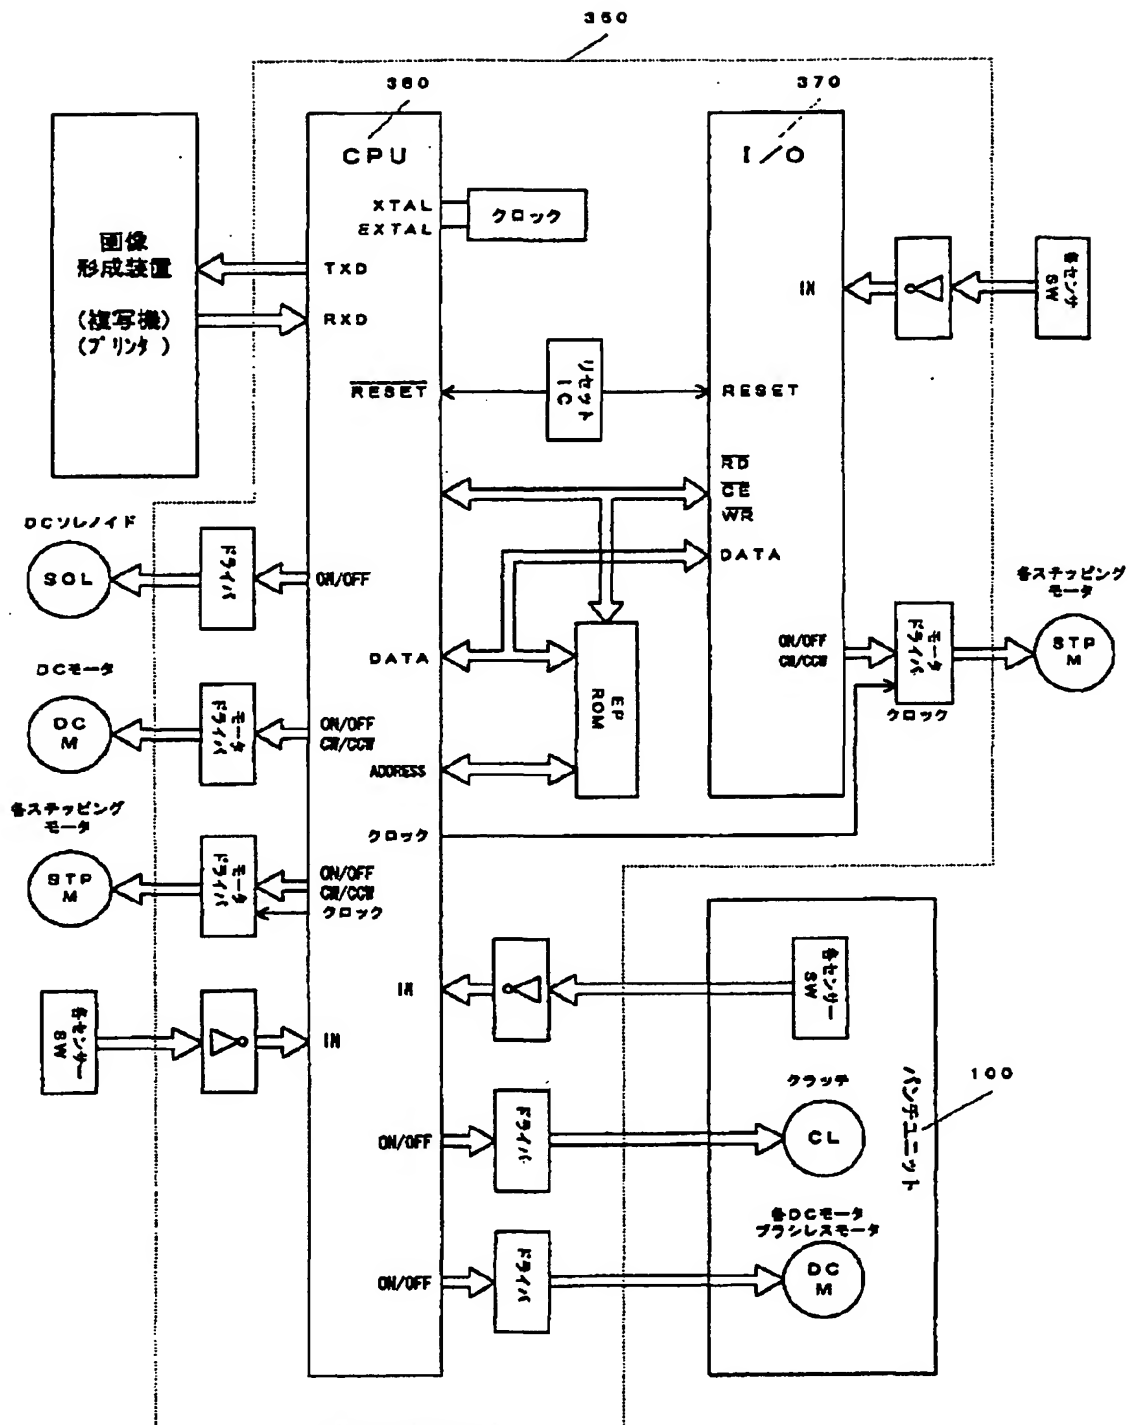 350
360
CPU
XTAL
EXTAL
クロック
TXD
RXD
RESET
画像
形成装置
(複写機)
(プリンタ)
370
I/O
IN
各センサ
SW
リセット
IC
RESET
RD
CE
WR
DATA
DCソレノイド
SOL
ドライバ
ON/OFF
DCモータ
DC
M
モータ
ドライバ
ON/OFF
CW/CCW
DATA
ADDRESS
EP
ROM
ON/OFF
CW/CCW
モータ
ドライバ
クロック
各ステッピング
モータ
STP
M
クロック
各ステッピング
モータ
STP
M
モータ
ドライバ
ON/OFF
CW/CCW
クロック
各センサー
SW
IN
IN
各センサー
SW
パンチユニット
100
ON/OFF
ドライバ
クラッチ
CL
ON/OFF
ドライバ
各DCモータ
ブラシレスモータ
DC
M